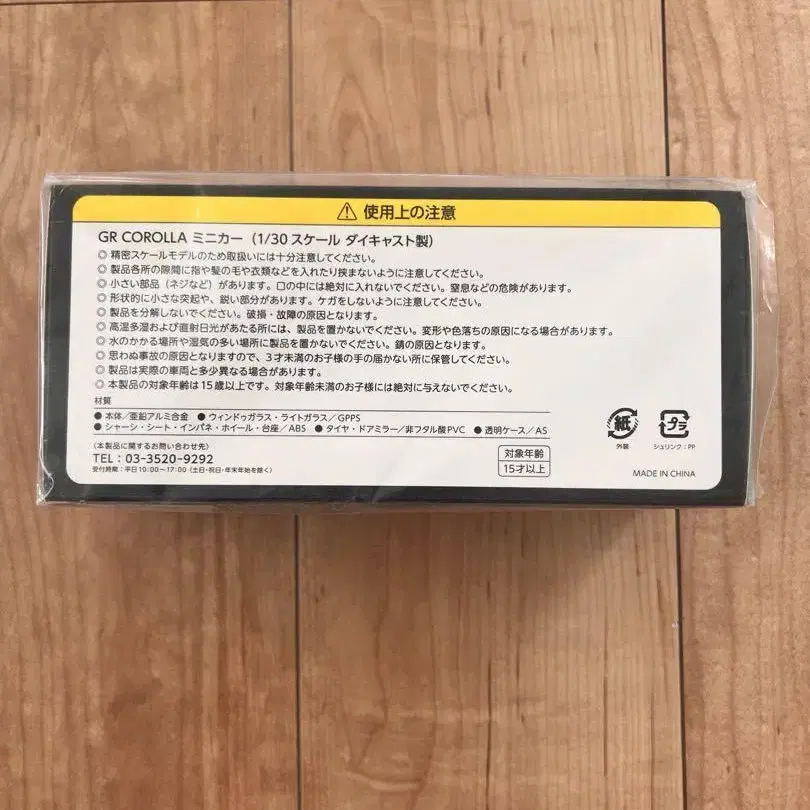 ⚠ 使用上の注意
GR COROLLA ミニカー (1/30 スケール ダイキャスト製)
◎ 精密スケールモデルのため取扱いには十分注意してください。
◎ 製品各所の隙間に指や髪の毛や衣類などを入れたり挟まないように注意してください。
◎ 小さい部品(ネジなど)があります。口の中には絶対に入れないでください。窒息などの危険があります。
◎ 形状的に小さな突起や、鋭い部分があります。ケガをしないように注意してください。
◎ 製品を分解しないでください。破損・故障の原因となります。
◎ 高温多湿および直射日光があたる所には、製品を置かないでください。変形や色落ちの原因になる場合があります。
◎ 水のかかる場所や湿気の多い場所に製品を置かないでください。錆の原因となります。
◎ 思わぬ事故の原因となりますので、3才未満のお子様の手の届かない所に保管してください。
◎ 製品は実際の車両と多少異なる場合があります。
◎ 本製品の対象年齢は15歳以上です。対象年齢未満のお子様には絶対に与えないでください。
材質
● 本体/亜鉛アルミ合金 ● ウィンドゥガラス・ライトガラス/GPPS
● シャーシ・シート・インパネ・ホイール・台座/ABS ● タイヤ・ドアミラー/非フタル酸PVC ● 透明ケース/AS
(本製品に関するお問い合わせ先)
TEL:03-3520-9292
受付時間:平日10:00~17:00 (土日・祝日・年末年始を除く)
対象年齢
15才以上
紙
外装
プラ
シュリンク:PP
MADE IN CHINA